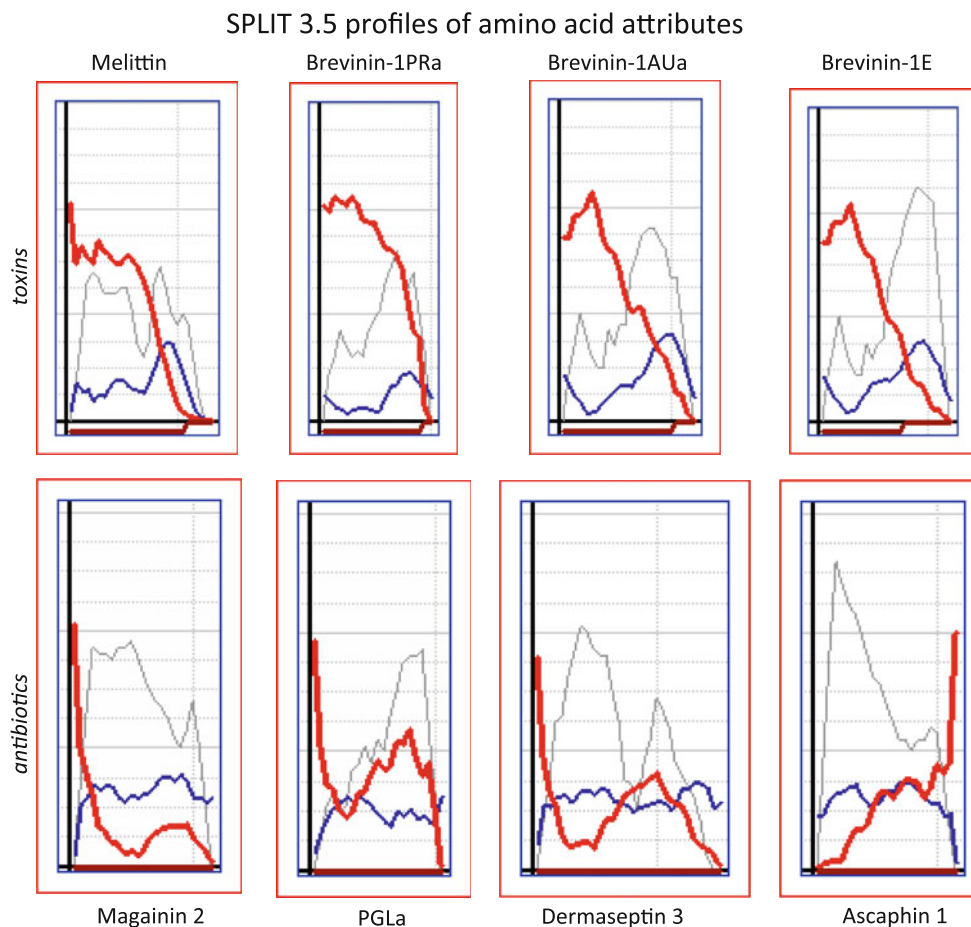 SPLIT 3.5 profiles of amino acid attributes
Melittin
Brevinin-1PRa
Brevinin-1AUa
Brevinin-1E
toxins
antibiotics
Magainin 2
PGLa
Dermaseptin 3
Ascaphin 1